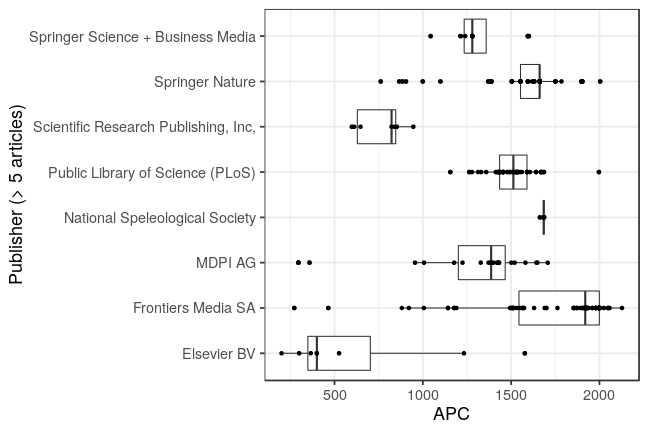 Springer Science + Business Media
Springer Nature
Scientific Research Publishing, Inc,
Public Library of Science (PLoS)
National Speleological Society
MDPI AG
Frontiers Media SA
Elsevier BV
Publisher (> 5 articles)
500 1000 1500 2000
APC